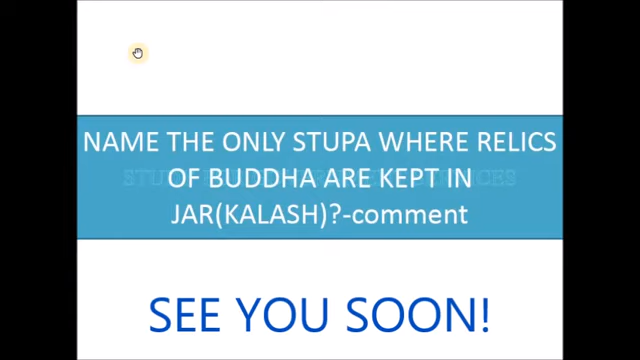 NAME THE ONLY STUPA WHERE RELICS
OF BUDDHA ARE KEPT IN
JAR(KALASH)?-comment
SEE YOU SOON!